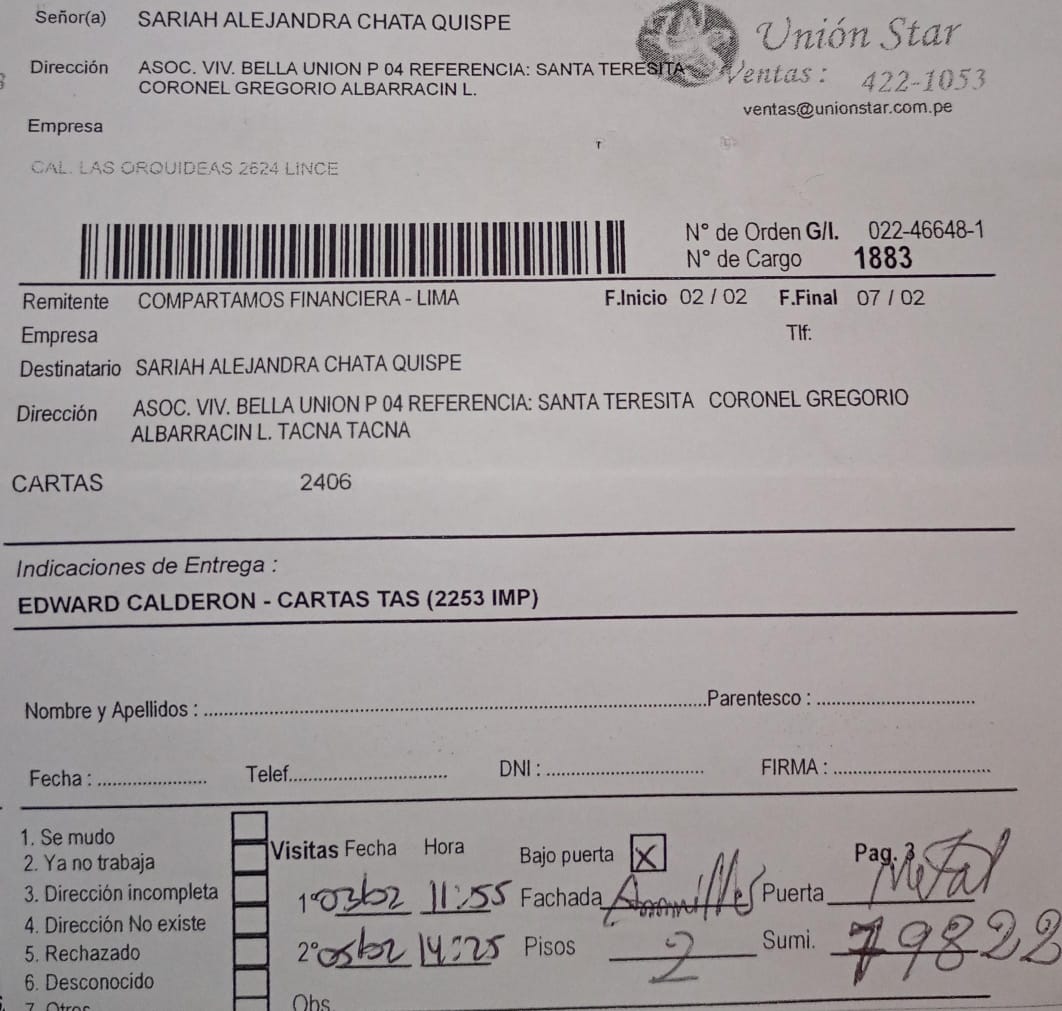 Señor(a) SARIAH ALEJANDRA CHATA QUISPE
Unión Star
Dirección ASOC. VIV. BELLA UNION P 04 REFERENCIA: SANTA TERESITA
CORONEL GREGORIO ALBARRACIN L.
Ventas: 422-1053
ventas@unionstar.com.pe
Empresa
CAL. LAS ORQUIDEAS 2624 LINCE
N° de Orden G/I. 022-46648-1
N° de Cargo 1883
Remitente COMPARTAMOS FINANCIERA - LIMA F.Inicio 02 / 02 F.Final 07 / 02
Empresa Tlf:
Destinatario SARIAH ALEJANDRA CHATA QUISPE
Dirección ASOC. VIV. BELLA UNION P 04 REFERENCIA: SANTA TERESITA CORONEL GREGORIO
ALBARRACIN L. TACNA TACNA
CARTAS 2406
Indicaciones de Entrega :
EDWARD CALDERON - CARTAS TAS (2253 IMP)
Nombre y Apellidos : Parentesco :
Fecha : Telef. DNI : FIRMA :
1. Se mudo
2. Ya no trabaja
3. Dirección incompleta
4. Dirección No existe
5. Rechazado
6. Desconocido
7. Otros
Visitas Fecha Hora Bajo puerta X Pag. 3
1° 03/02 11:55 Fachada Puerta Metal
2° 05/02 14:25 Pisos 2 Sumi. 79822
Obs